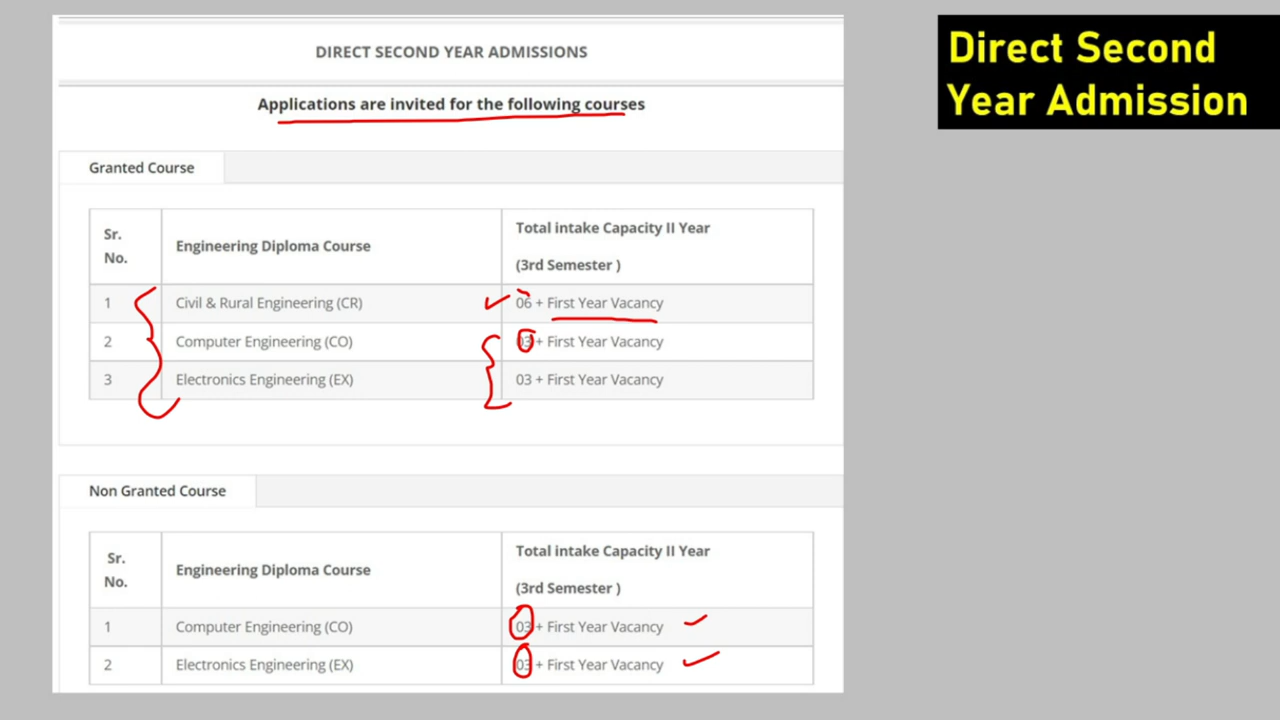 DIRECT SECOND YEAR ADMISSIONS
Direct Second
Year Admission
Applications are invited for the following courses
Granted Course
Sr.
No.
Engineering Diploma Course
Total intake Capacity II Year
(3rd Semester )
1 Civil & Rural Engineering (CR) 06 + First Year Vacancy
2 Computer Engineering (CO) 03 + First Year Vacancy
3 Electronics Engineering (EX) 03 + First Year Vacancy
Non Granted Course
Sr.
No.
Engineering Diploma Course
Total intake Capacity II Year
(3rd Semester )
1 Computer Engineering (CO) 03 + First Year Vacancy
2 Electronics Engineering (EX) 03 + First Year Vacancy